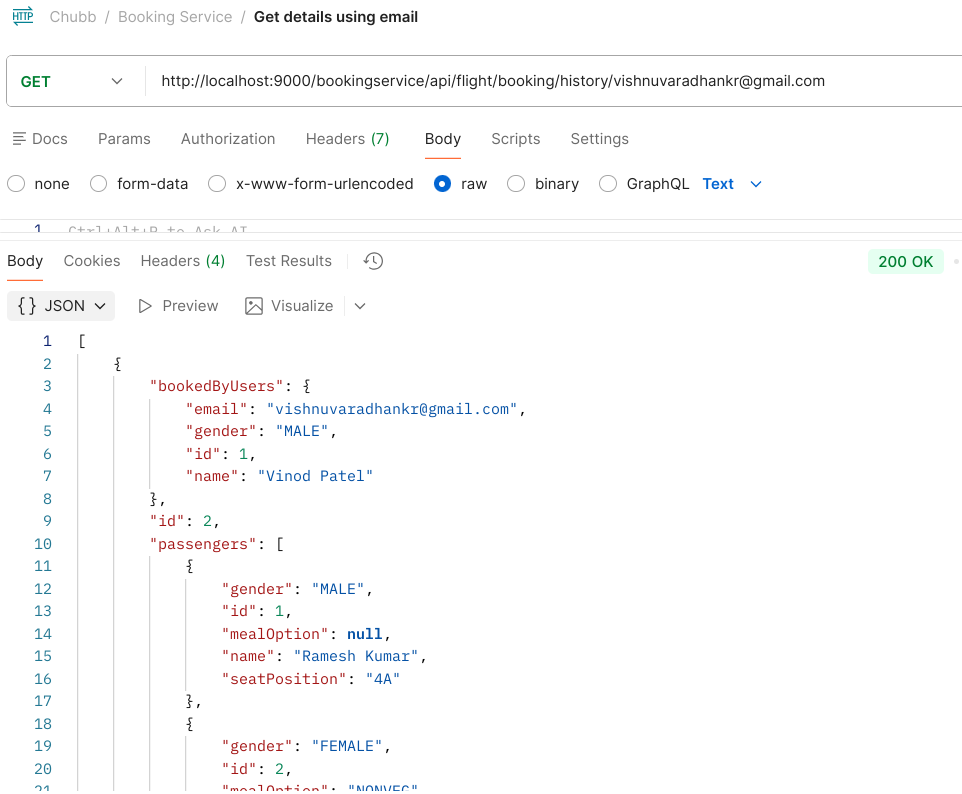 HTTP Chubb / Booking Service / Get details using email
GET http://localhost:9000/bookingservice/api/flight/booking/history/vishnuvaradhankr@gmail.com
Docs Params Authorization Headers (7) Body Scripts Settings
none form-data x-www-form-urlencoded raw binary GraphQL Text
1 Ctrl+Alt+P to Ask AI
Body Cookies Headers (4) Test Results 200 OK
{} JSON Preview Visualize
1 [
2 {
3 "bookedByUsers": {
4 "email": "vishnuvaradhankr@gmail.com",
5 "gender": "MALE",
6 "id": 1,
7 "name": "Vinod Patel"
8 },
9 "id": 2,
10 "passengers": [
11 {
12 "gender": "MALE",
13 "id": 1,
14 "mealOption": null,
15 "name": "Ramesh Kumar",
16 "seatPosition": "4A"
17 },
18 {
19 "gender": "FEMALE",
20 "id": 2,
21 "mealOption": "NONVEG"